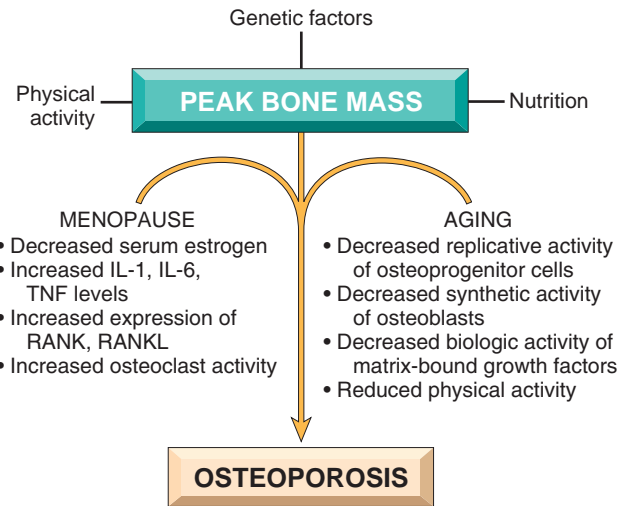 Genetic factors
Physical
activity
PEAK BONE MASS
Nutrition
MENOPAUSE
• Decreased serum estrogen
• Increased IL-1, IL-6,
TNF levels
• Increased expression of
RANK, RANKL
• Increased osteoclast activity
AGING
• Decreased replicative activity
of osteoprogenitor cells
• Decreased synthetic activity
of osteoblasts
• Decreased biologic activity of
matrix-bound growth factors
• Reduced physical activity
OSTEOPOROSIS